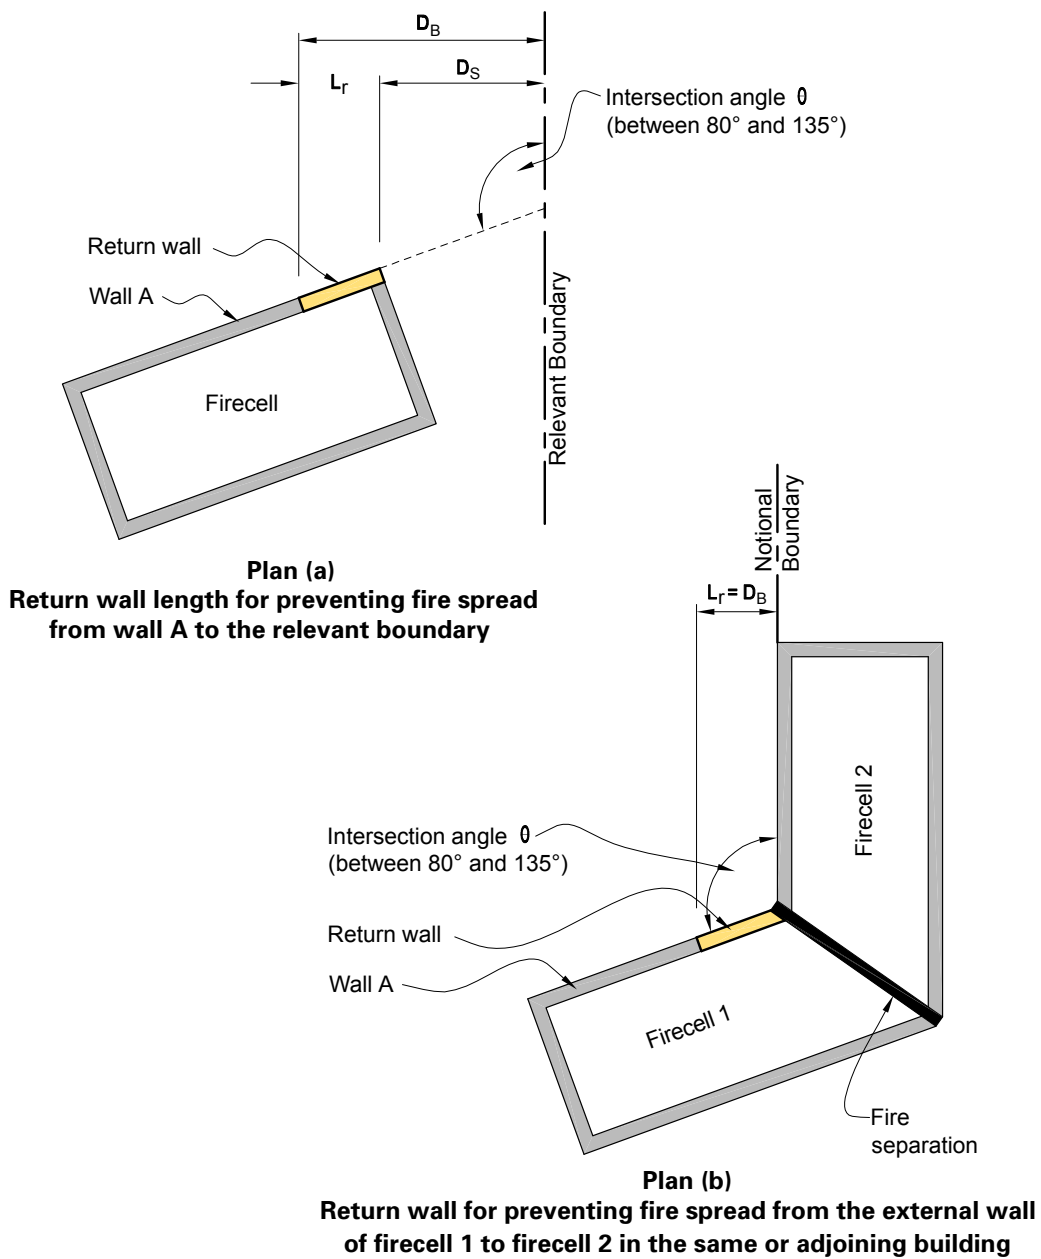 D_B
L_r
D_S
Intersection angle θ
(between 80° and 135°)
Return wall
Wall A
Firecell
Relevant Boundary
Plan (a)
Return wall length for preventing fire spread
from wall A to the relevant boundary
Notional
Boundary
L_r = D_B
Firecell 2
Intersection angle θ
(between 80° and 135°)
Return wall
Wall A
Firecell 1
Fire
separation
Plan (b)
Return wall for preventing fire spread from the external wall
of firecell 1 to firecell 2 in the same or adjoining building